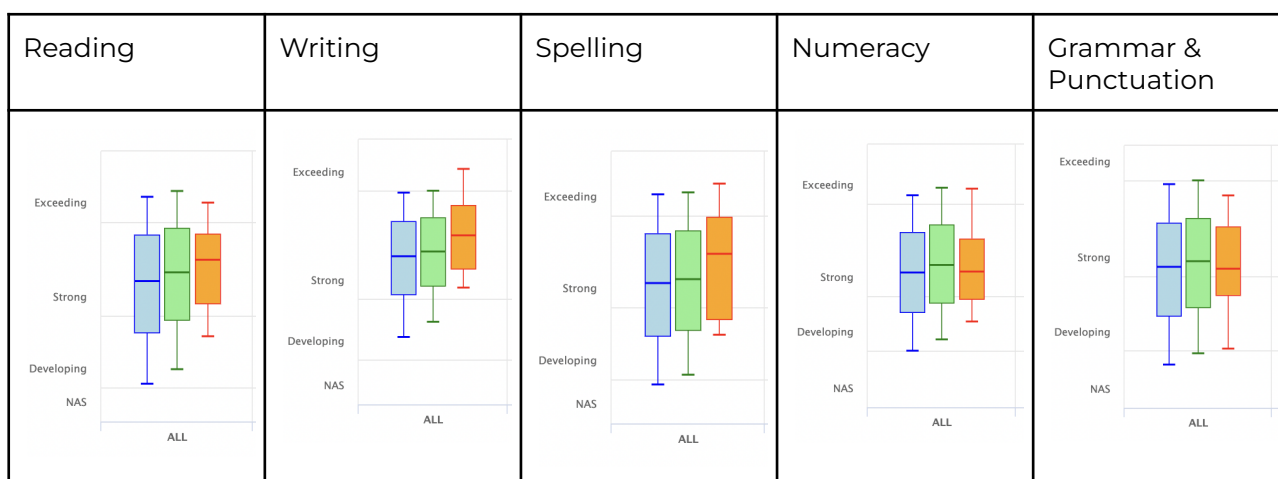 Reading
Writing
Spelling
Numeracy
Grammar &
Punctuation
Exceeding
Strong
Developing
NAS
ALL
Exceeding
Strong
Developing
NAS
ALL
Exceeding
Strong
Developing
NAS
ALL
Exceeding
Strong
Developing
NAS
ALL
Exceeding
Strong
Developing
NAS
ALL